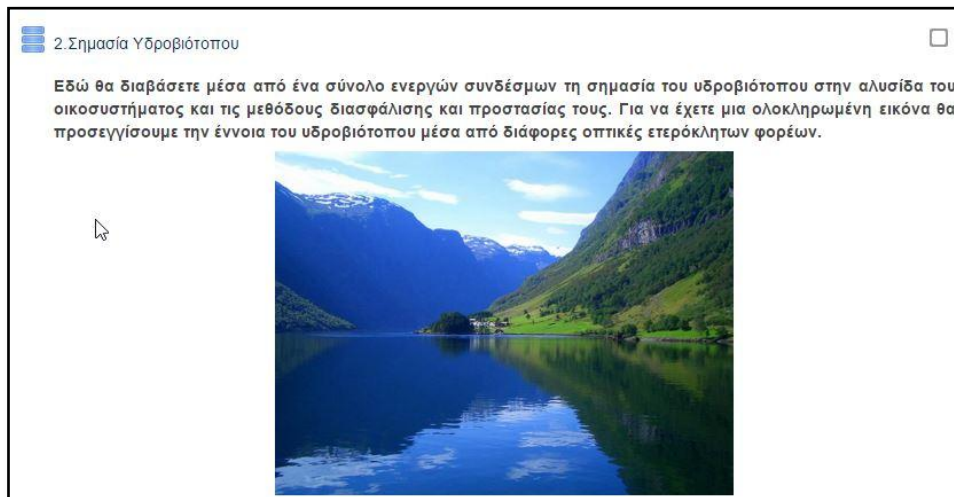 2.Σημασία Υδροβιότοπου
Εδώ θα διαβάσετε μέσα από ένα σύνολο ενεργών συνδέσμων τη σημασία του υδροβιότοπου στην αλυσίδα του
οικοσυστήματος και τις μεθόδους διασφάλισης και προστασίας τους. Για να έχετε μια ολοκληρωμένη εικόνα θα
προσεγγίσουμε την έννοια του υδροβιότοπου μέσα από διάφορες οπτικές ετερόκλητων φορέων.